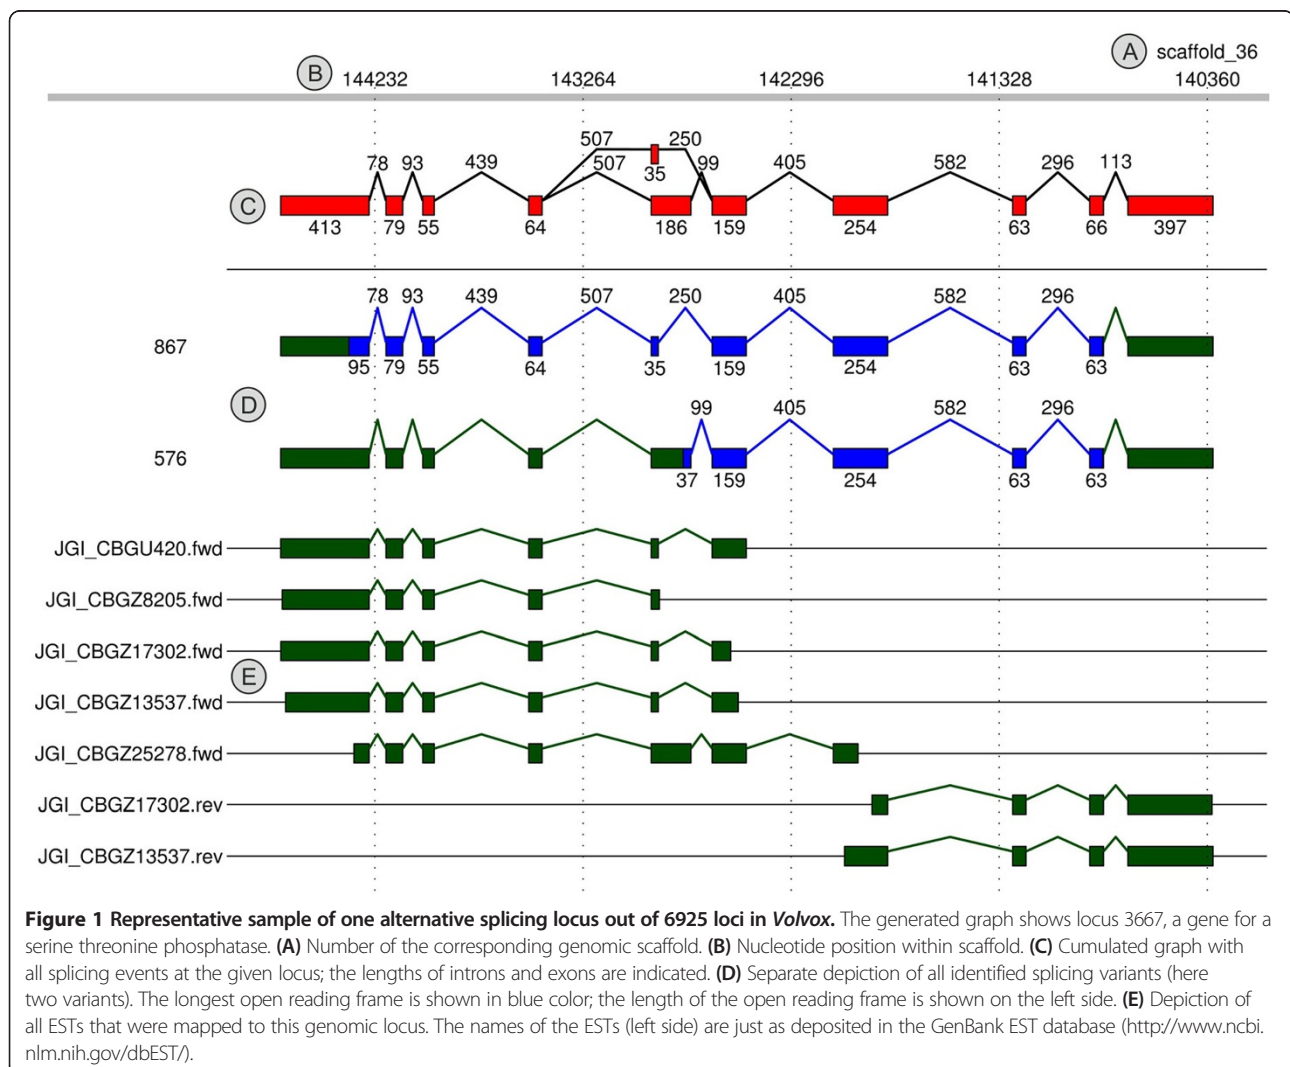 A scaffold_36
B 144232 143264 142296 141328 140360
507 250
78 93 439 507 35 99 405 582 296 113
C
413 79 55 64 186 159 254 63 66 397
78 93 439 507 250 405 582 296
867
95 79 55 64 35 159 254 63 63
D
99 405 582 296
576
37 159 254 63 63
JGI_CBGU420.fwd
JGI_CBGZ8205.fwd
JGI_CBGZ17302.fwd
E
JGI_CBGZ13537.fwd
JGI_CBGZ25278.fwd
JGI_CBGZ17302.rev
JGI_CBGZ13537.rev
Figure 1 Representative sample of one alternative splicing locus out of 6925 loci in Volvox. The generated graph shows locus 3667, a gene for a
serine threonine phosphatase. (A) Number of the corresponding genomic scaffold. (B) Nucleotide position within scaffold. (C) Cumulated graph with
all splicing events at the given locus; the lengths of introns and exons are indicated. (D) Separate depiction of all identified splicing variants (here
two variants). The longest open reading frame is shown in blue color; the length of the open reading frame is shown on the left side. (E) Depiction of
all ESTs that were mapped to this genomic locus. The names of the ESTs (left side) are just as deposited in the GenBank EST database (http://www.ncbi.
nlm.nih.gov/dbEST/).